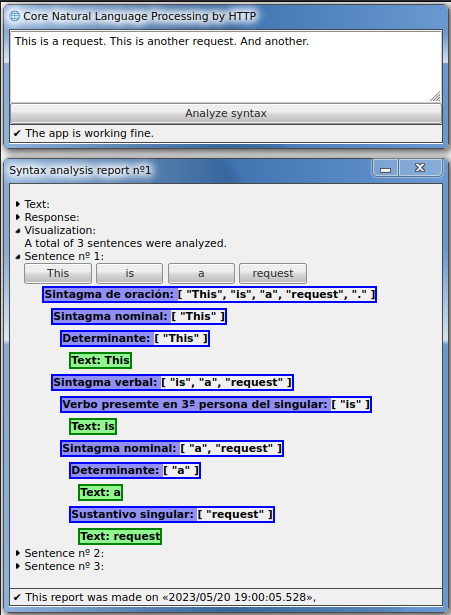 Core Natural Language Processing by HTTP
This is a request. This is another request. And another.
Analyze syntax
✔ The app is working fine.
Syntax analysis report nº1
Text:
Response:
Visualization:
A total of 3 sentences were analyzed.
Sentence nº 1:
This is a request
Sintagma de oración: [ "This", "is", "a", "request", "." ]
Sintagma nominal: [ "This" ]
Determinante: [ "This" ]
Text: This
Sintagma verbal: [ "is", "a", "request" ]
Verbo presemte en 3ª persona del singular: [ "is" ]
Text: is
Sintagma nominal: [ "a", "request" ]
Determinante: [ "a" ]
Text: a
Sustantivo singular: [ "request" ]
Text: request
Sentence nº 2:
Sentence nº 3:
✔ This report was made on «2023/05/20 19:00:05.528»,